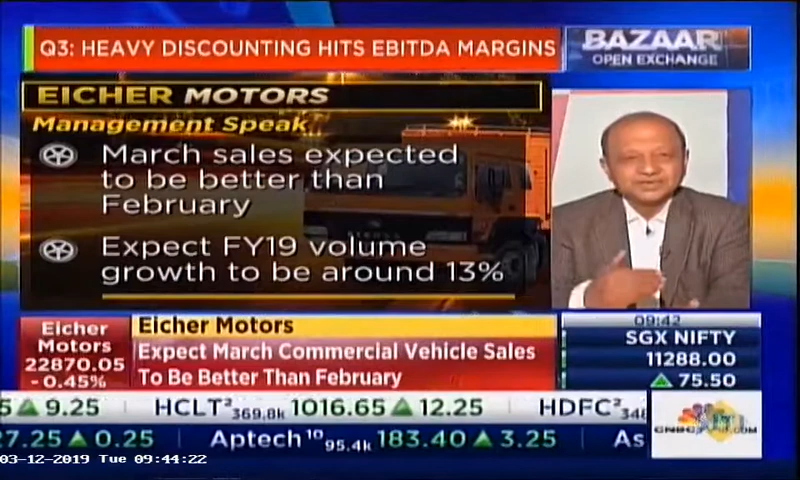 Q3: HEAVY DISCOUNTING HITS EBITDA MARGINS
BAZAAR
OPEN EXCHANGE
EICHER MOTORS
Management Speak
March sales expected
to be better than
February
Expect FY19 volume
growth to be around 13%
Eicher
Motors
22870.05
- 0.45%
Eicher Motors
Expect March Commercial Vehicle Sales
To Be Better Than February
09:42
SGX NIFTY
11288.00
▲ 75.50
5 ▲ 9.25 HCLT² 369.8k 1016.65 ▲ 12.25 HDFC² 348
27.25 ▲ 0.25 Aptech¹⁰ 95.4k 183.40 ▲ 3.25 As
03-12-2019 Tue 09:44:22